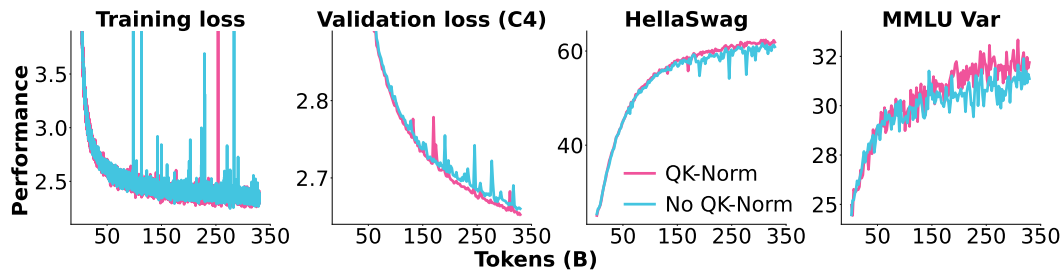 Training loss
Validation loss (C4)
HellaSwag
MMLU Var
Performance
3.5
3.0
2.5
50 150 250 350
2.8
2.7
50 150 250 350
60
40
QK-Norm
No QK-Norm
50 150 250 350
32
30
28
25
50 150 250 350
Tokens (B)